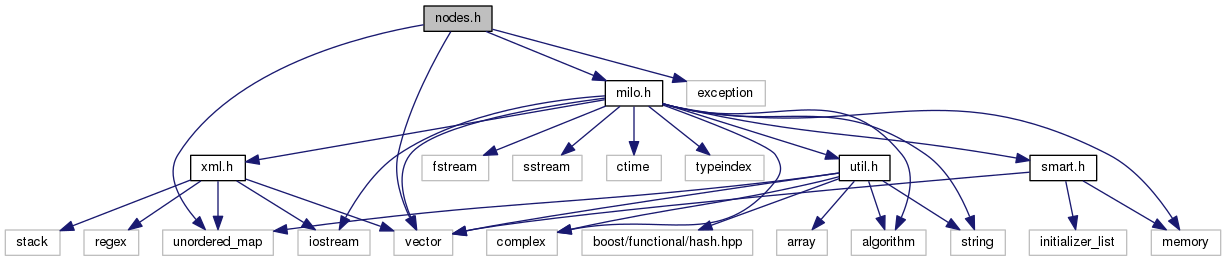 nodes.h
milo.h
exception
xml.h
fstream
sstream
ctime
typeindex
util.h
smart.h
stack
regex
unordered_map
iostream
vector
complex
boost/functional/hash.hpp
array
algorithm
string
initializer_list
memory